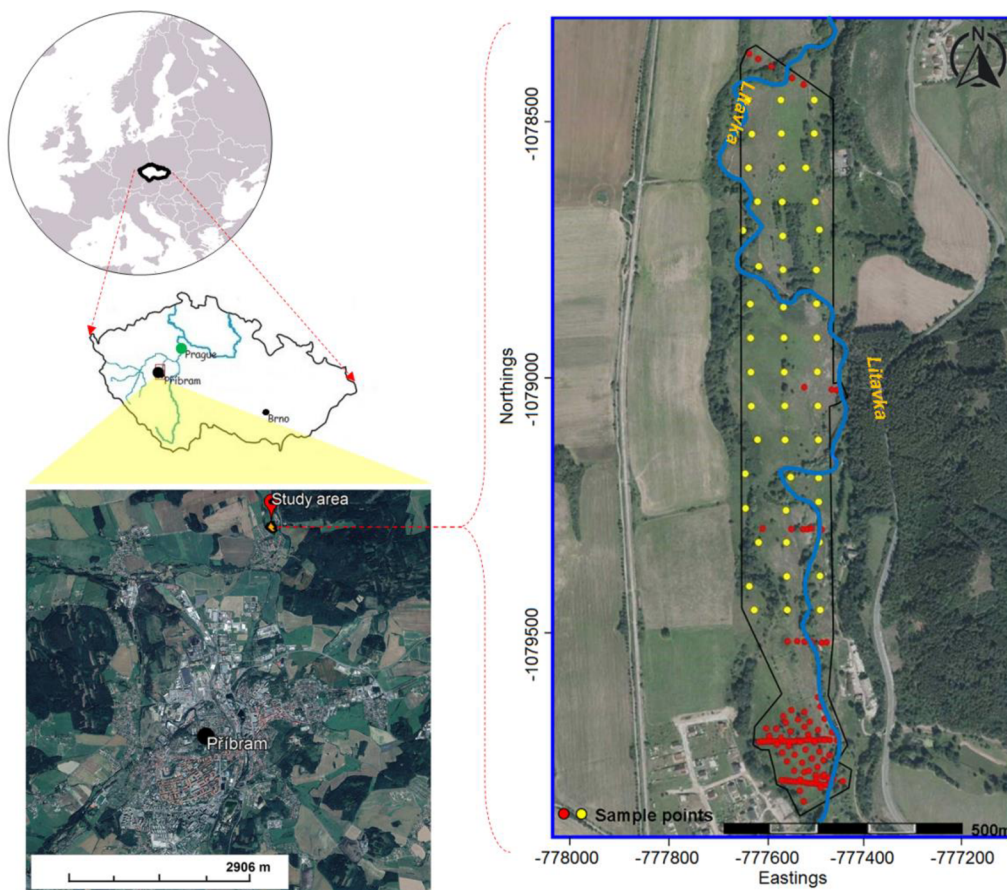 Prague
Příbram
Brno
Study area
Příbram
2906 m
N
Litavka
Litavka
Northings
-1078500
-1079000
-1079500
Sample points
500m
-778000
-777800
-777600
-777400
-777200
Eastings